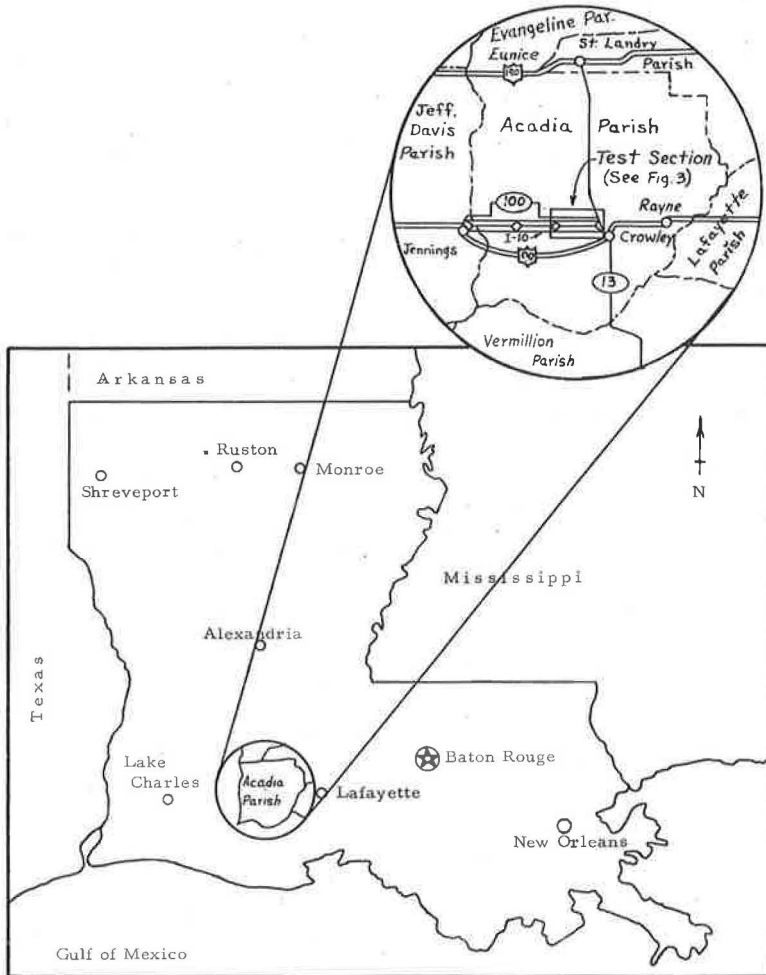 Evangeline Par.
Eunice
St. Landry
Parish
190
Jeff.
Davis
Parish
Acadia Parish
Test Section
(See Fig. 3)
100
Rayne
I-10
Jennings
Crowley
Lafayette
Parish
13
Vermillion
Parish
Arkansas
Ruston
Monroe
Shreveport
N
Mississippi
Alexandria
Texas
Lake
Charles
Acadia
Parish
Baton Rouge
Lafayette
New Orleans
Gulf of Mexico